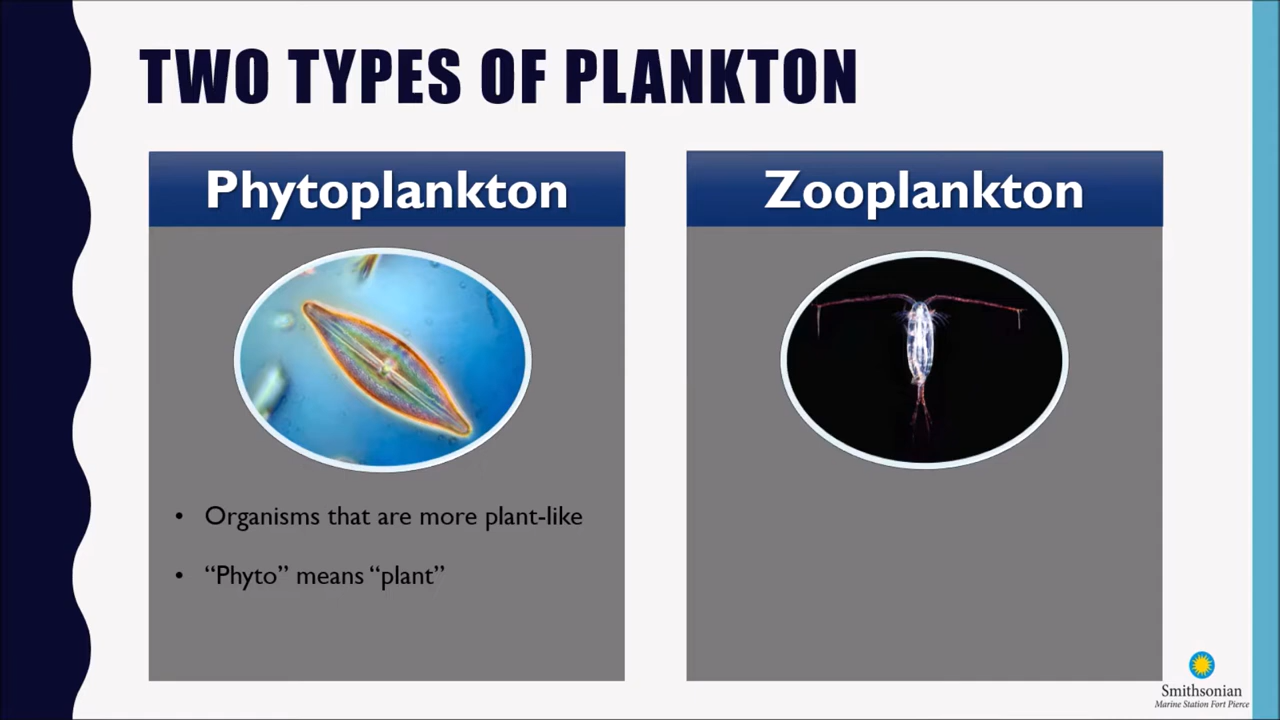 TWO TYPES OF PLANKTON
Phytoplankton
• Organisms that are more plant-like
• “Phyto” means “plant”
Zooplankton
Smithsonian
Marine Station Fort Pierce